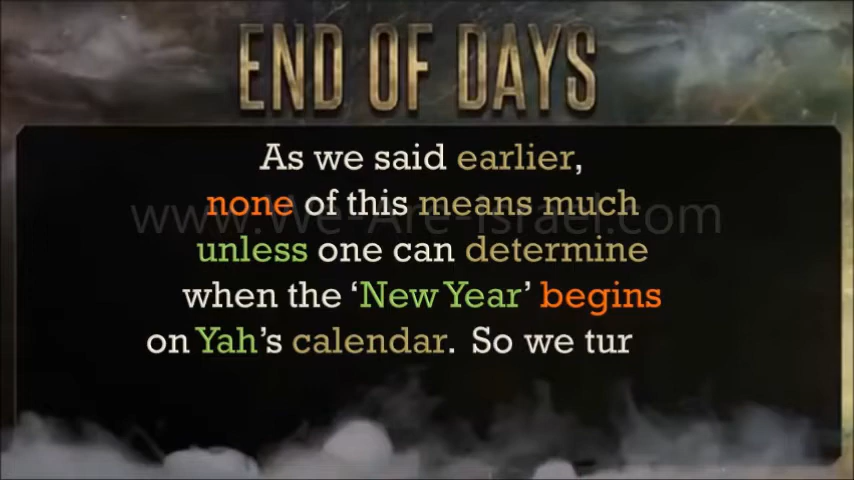 END OF DAYS
As we said earlier,
none of this means much
www.We-Are-Israel.com
unless one can determine
when the ‘New Year’ begins
on Yah’s calendar. So we tur